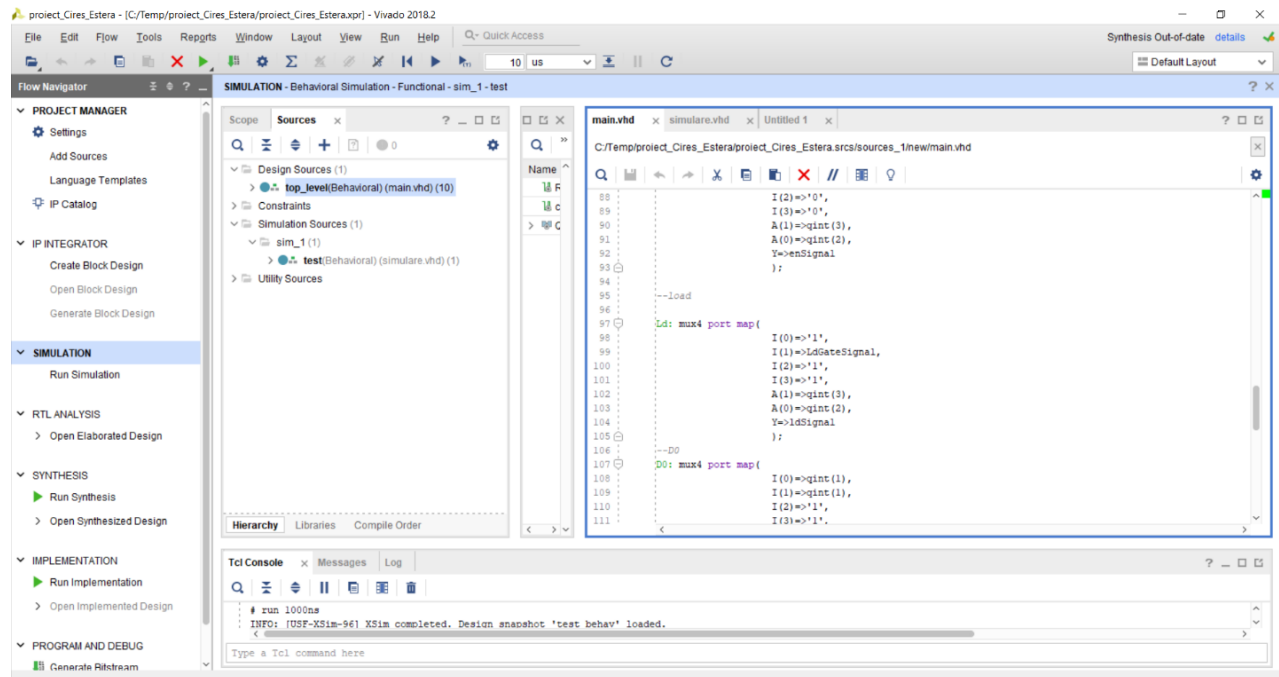 proiect_Cires_Estera - [C:/Temp/proiect_Cires_Estera/proiect_Cires_Estera.xpr] - Vivado 2018.2
File Edit Flow Tools Reports Window Layout View Run Help Quick Access
Synthesis Out-of-date details
10 us
Default Layout
Flow Navigator
SIMULATION - Behavioral Simulation - Functional - sim_1 - test
PROJECT MANAGER
Settings
Add Sources
Language Templates
IP Catalog
IP INTEGRATOR
Create Block Design
Open Block Design
Generate Block Design
SIMULATION
Run Simulation
RTL ANALYSIS
Open Elaborated Design
SYNTHESIS
Run Synthesis
Open Synthesized Design
IMPLEMENTATION
Run Implementation
Open Implemented Design
PROGRAM AND DEBUG
Generate Bitstream
Scope Sources
0
Design Sources (1)
top_level(Behavioral) (main.vhd) (10)
Constraints
Simulation Sources (1)
sim_1 (1)
test(Behavioral) (simulare.vhd) (1)
Utility Sources
Hierarchy Libraries Compile Order
Name
main.vhd simulare.vhd Untitled 1
C:/Temp/proiect_Cires_Estera/proiect_Cires_Estera.srcs/sources_1/new/main.vhd
88 I(2)=>'0',
89 I(3)=>'0',
90 A(1)=>qint(3),
91 A(0)=>qint(2),
92 Y=>enSignal
93 );
94
95 --load
96
97 Ld: mux4 port map(
98 I(0)=>'1',
99 I(1)=>LdGateSignal,
100 I(2)=>'1',
101 I(3)=>'1',
102 A(1)=>qint(3),
103 A(0)=>qint(2),
104 Y=>ldSignal
105 );
106 --D0
107 D0: mux4 port map(
108 I(0)=>qint(1),
109 I(1)=>qint(1),
110 I(2)=>'1',
111 I(3)=>'1',
Tcl Console Messages Log
# run 1000ns
INFO: [USF-XSim-96] XSim completed. Design snapshot 'test_behav' loaded.
Type a Tcl command here